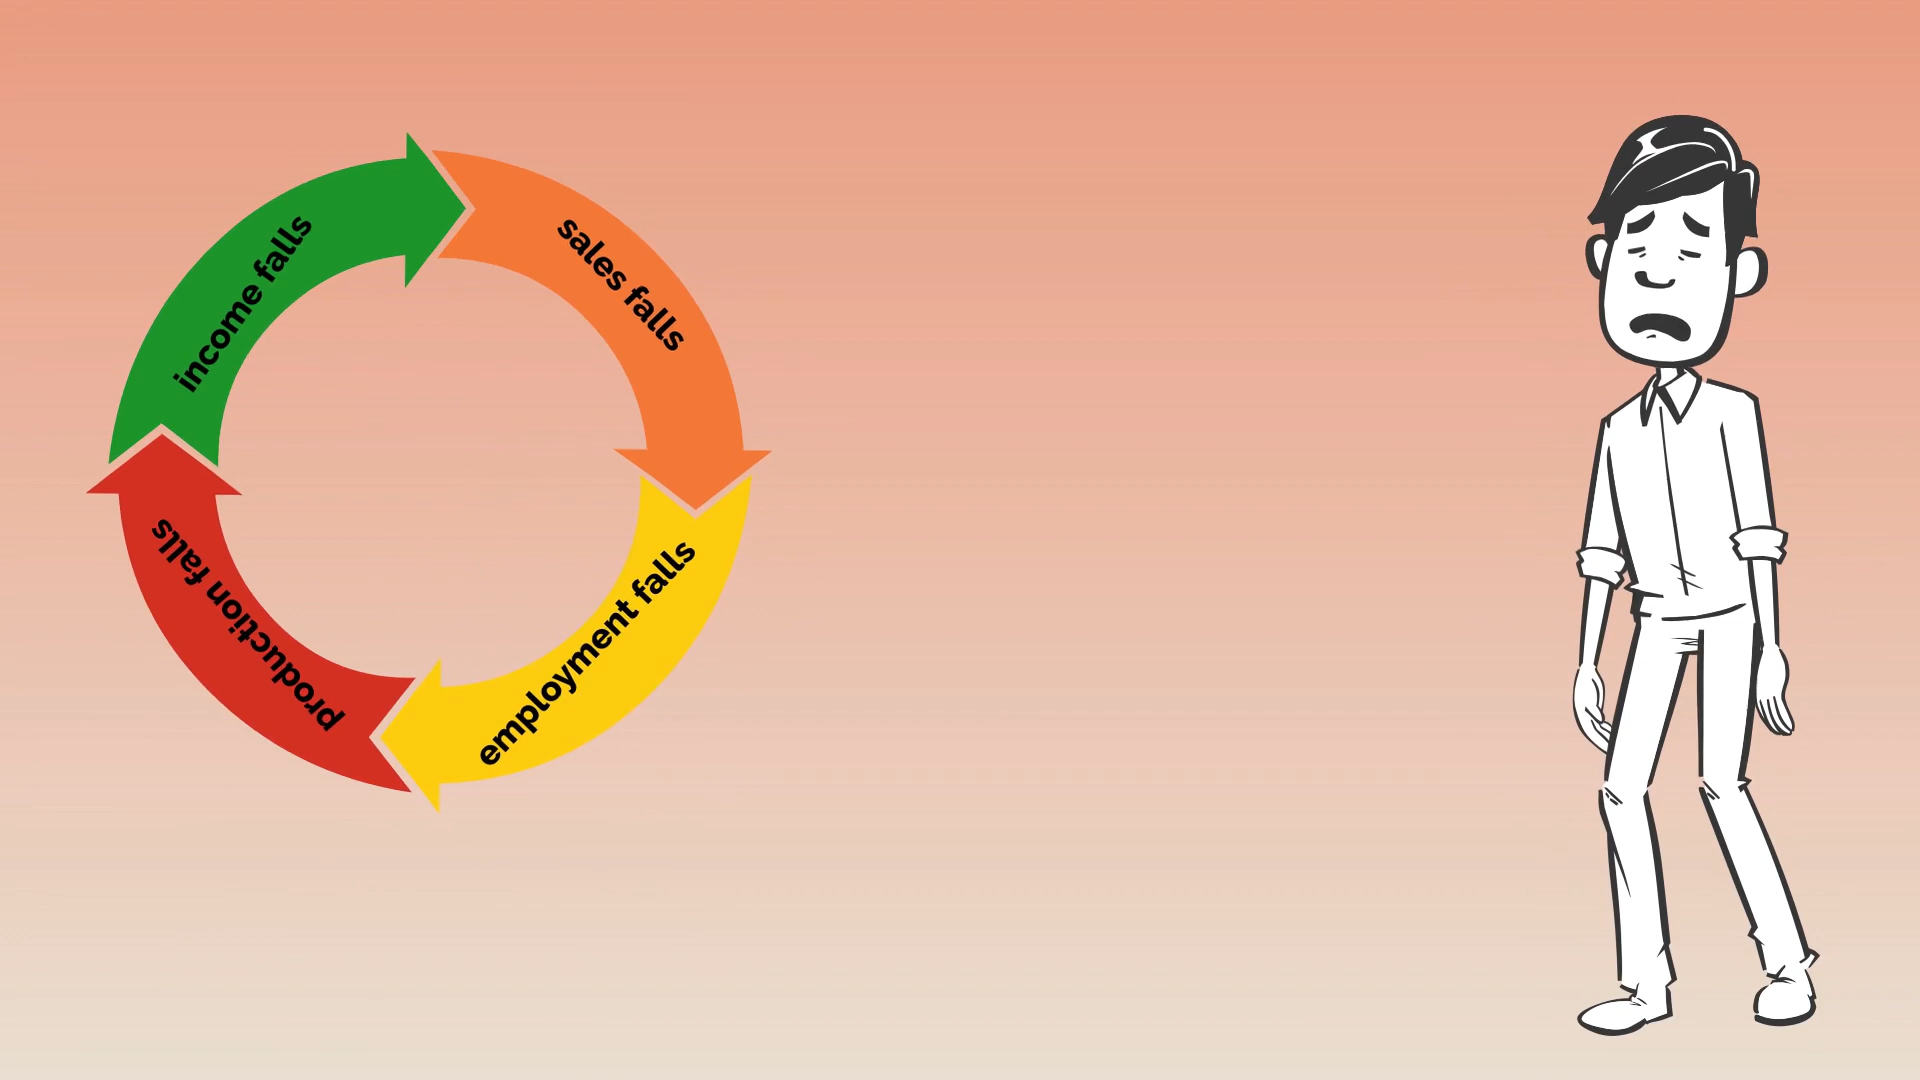 income falls
sales falls
employment falls
production falls